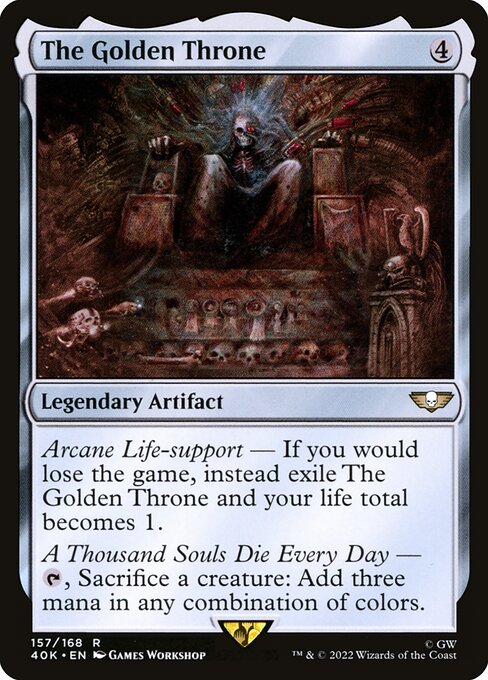 The Golden Throne 4
Legendary Artifact
Arcane Life-support — If you would
lose the game, instead exile The
Golden Throne and your life total
becomes 1.
A Thousand Souls Die Every Day —
, Sacrifice a creature: Add three
mana in any combination of colors.
157/168 R
40K • EN Games Workshop
© GW
™ & © 2022 Wizards of the Coast